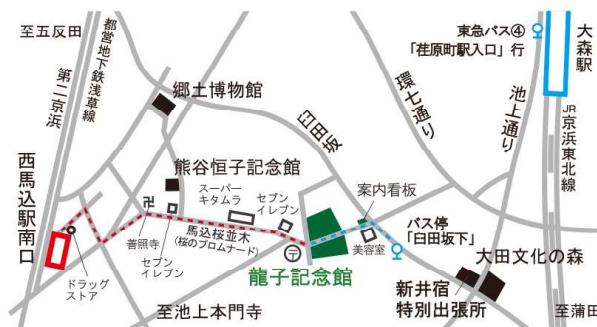 至五反田
都営地下鉄浅草線
第二京浜
郷土博物館
臼田坂
環七通り
東急バス④
「荏原町駅入口」行
池上通り
大森駅
JR京浜東北線
西馬込駅南口
熊谷恒子記念館
スーパー
キタムラ
セブン
イレブン
案内看板
バス停
「臼田坂下」
卍
善照寺
セブン
イレブン
馬込桜並木
(桜のプロムナード)
〒
美容室
龍子記念館
大田文化の森
ドラッグ
ストア
新井宿
特別出張所
至池上本門寺
至蒲田